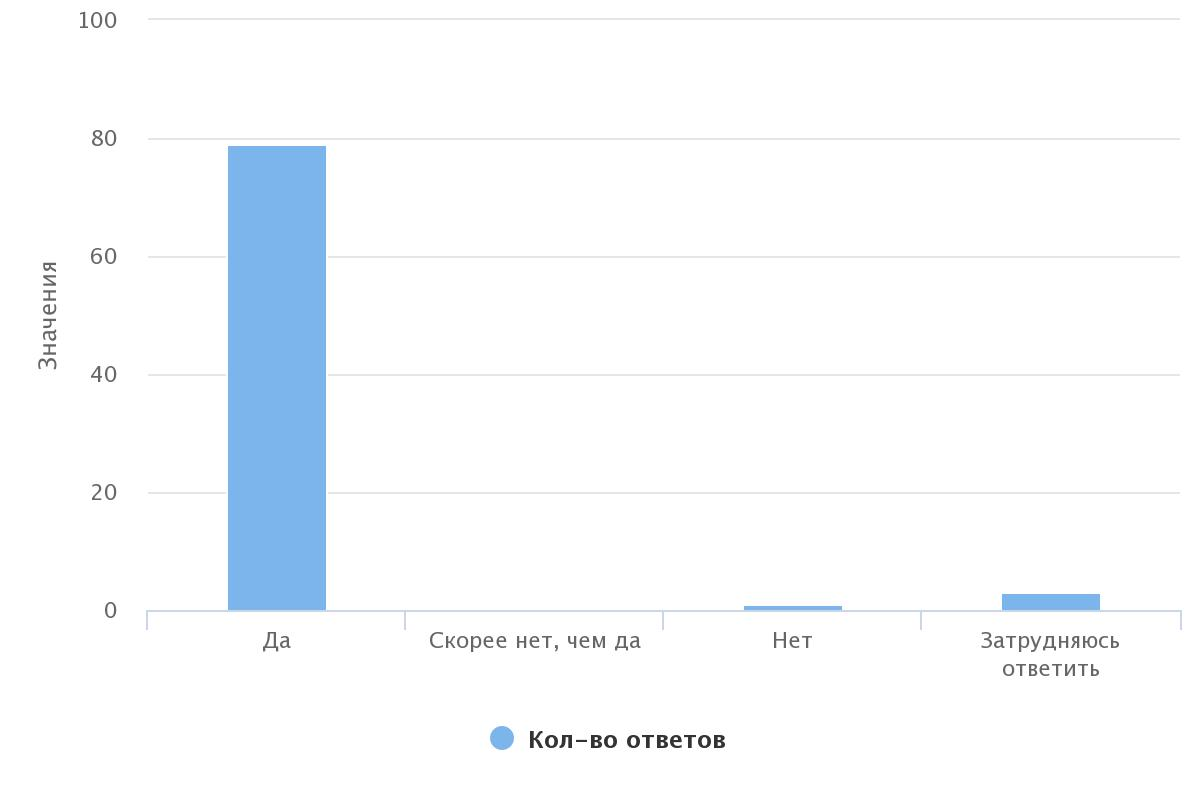 100
80
60
40
20
0
Значения
Да
Скорее нет, чем да
Нет
Затрудняюсь
ответить
Кол-во ответов